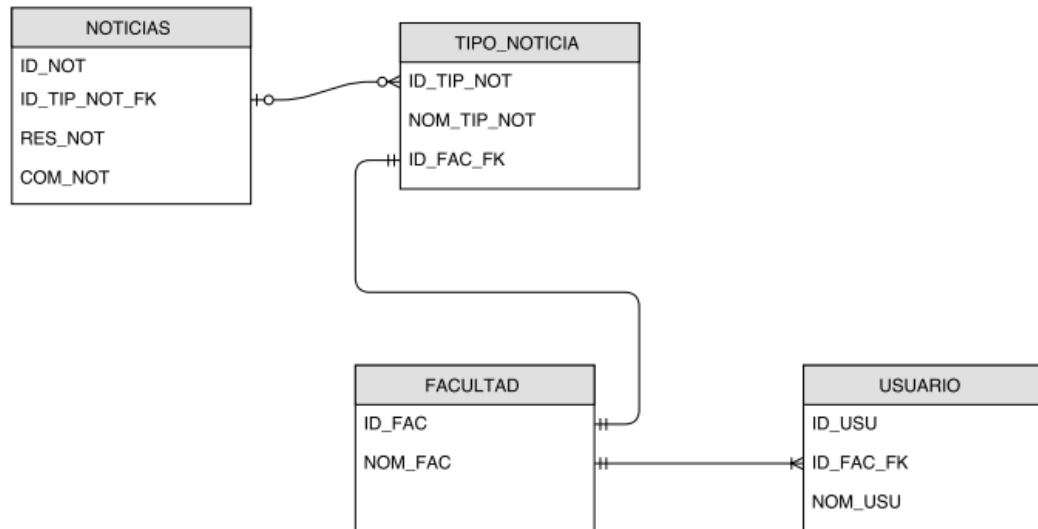 NOTICIAS
ID_NOT
ID_TIP_NOT_FK
RES_NOT
COM_NOT
TIPO_NOTICIA
ID_TIP_NOT
NOM_TIP_NOT
ID_FAC_FK
FACULTAD
ID_FAC
NOM_FAC
USUARIO
ID_USU
ID_FAC_FK
NOM_USU